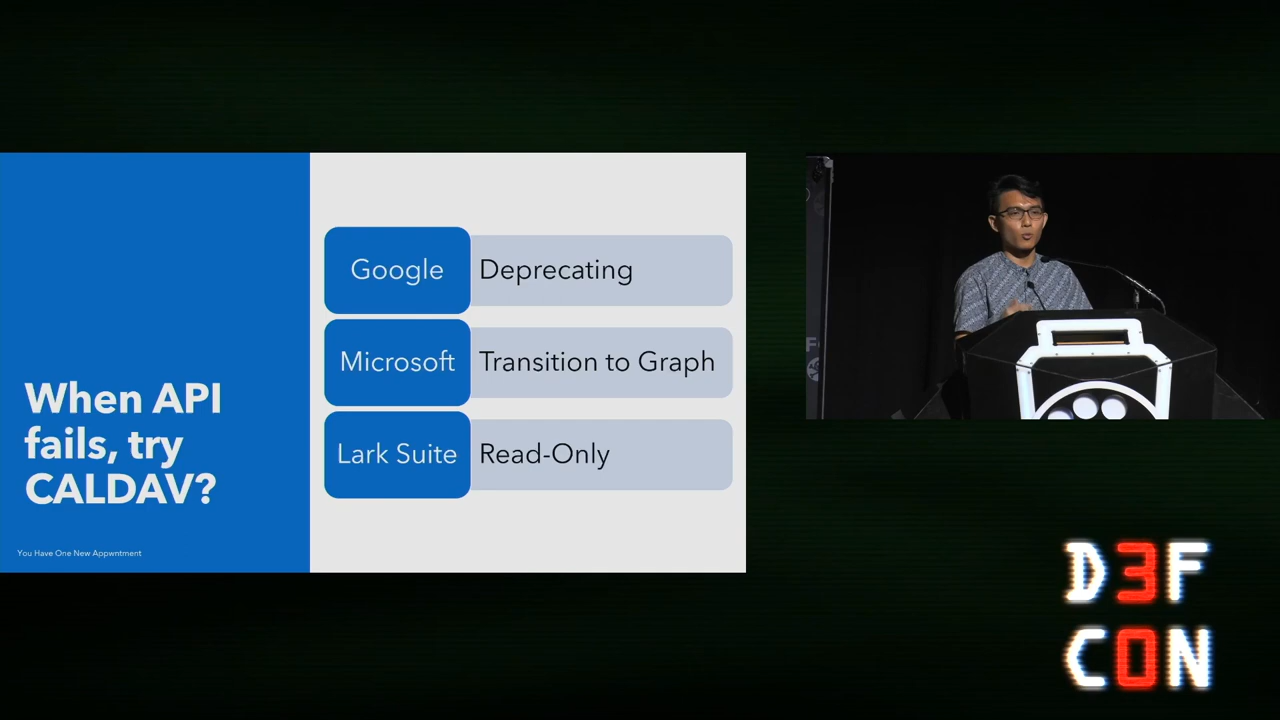 When API
fails, try
CALDAV?
Google
Deprecating
Microsoft
Transition to Graph
Lark Suite
Read-Only
You Have One New Appwntment
D3F
C0N